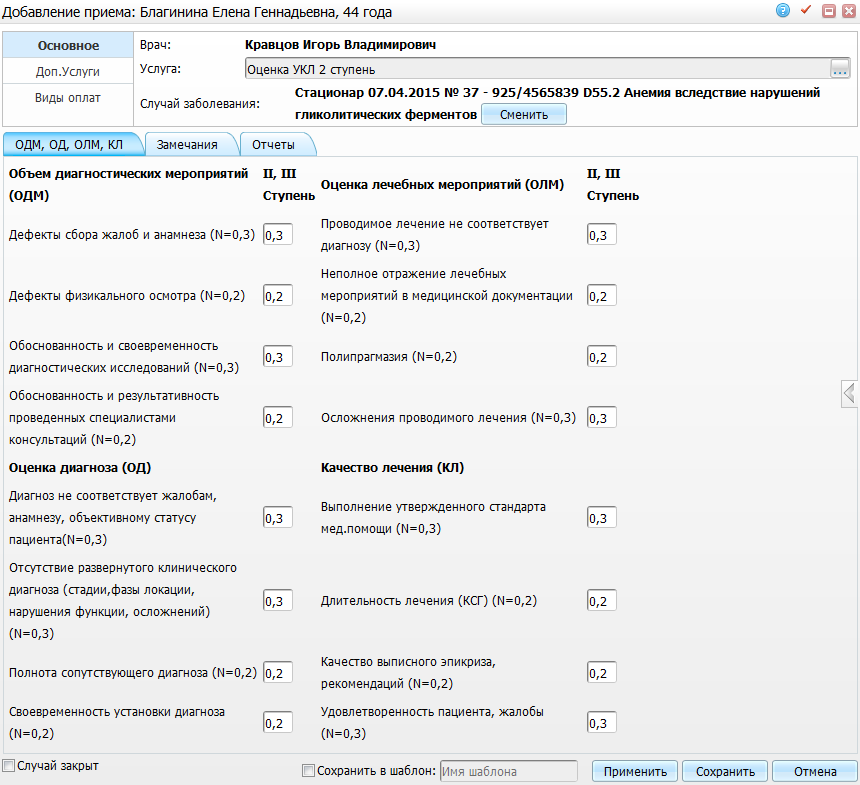 Добавление приема: Благинина Елена Геннадьевна, 44 года
Основное
Доп.Услуги
Виды оплат
Врач: Кравцов Игорь Владимирович
Услуга: Оценка УКЛ 2 ступень ...
Случай заболевания: Стационар 07.04.2015 № 37 - 925/4565839 D55.2 Анемия вследствие нарушений
гликолитических ферментов Сменить
ОДМ, ОД, ОЛМ, КЛ Замечания Отчеты
Объем диагностических мероприятий
(ОДМ)
II, III
Ступень
Оценка лечебных мероприятий (ОЛМ)
II, III
Ступень
Дефекты сбора жалоб и анамнеза (N=0,3) 0,3
Проводимое лечение не соответствует
диагнозу (N=0,3) 0,3
Дефекты физикального осмотра (N=0,2) 0,2
Неполное отражение лечебных
мероприятий в медицинской документации
(N=0,2) 0,2
Обоснованность и своевременность
диагностических исследований (N=0,3) 0,3
Полипрагмазия (N=0,2) 0,2
Обоснованность и результативность
проведенных специалистами
консультаций (N=0,2) 0,2
Осложнения проводимого лечения (N=0,3) 0,3
Оценка диагноза (ОД)
Качество лечения (КЛ)
Диагноз не соответствует жалобам,
анамнезу, объективному статусу
пациента(N=0,3) 0,3
Выполнение утвержденного стандарта
мед.помощи (N=0,3) 0,3
Отсутствие развернутого клинического
диагноза (стадии,фазы локации,
нарушения функции, осложнений)
(N=0,3) 0,3
Длительность лечения (КСГ) (N=0,2) 0,2
Полнота сопутствующего диагноза (N=0,2) 0,2
Качество выписного эпикриза,
рекомендаций (N=0,2) 0,2
Своевременность установки диагноза
(N=0,2) 0,2
Удовлетворенность пациента, жалобы
(N=0,3) 0,3
Случай закрыт
Сохранить в шаблон: Имя шаблона Применить Сохранить Отмена